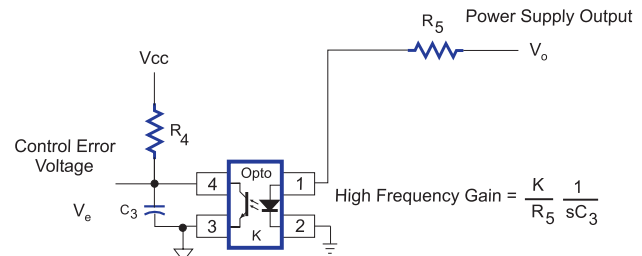 Power Supply Output
R5
Vo
Vcc
R4
Control Error
Voltage
Ve
C3
Opto
4
1
3
2
K
High Frequency Gain = K/R5 1/sC3